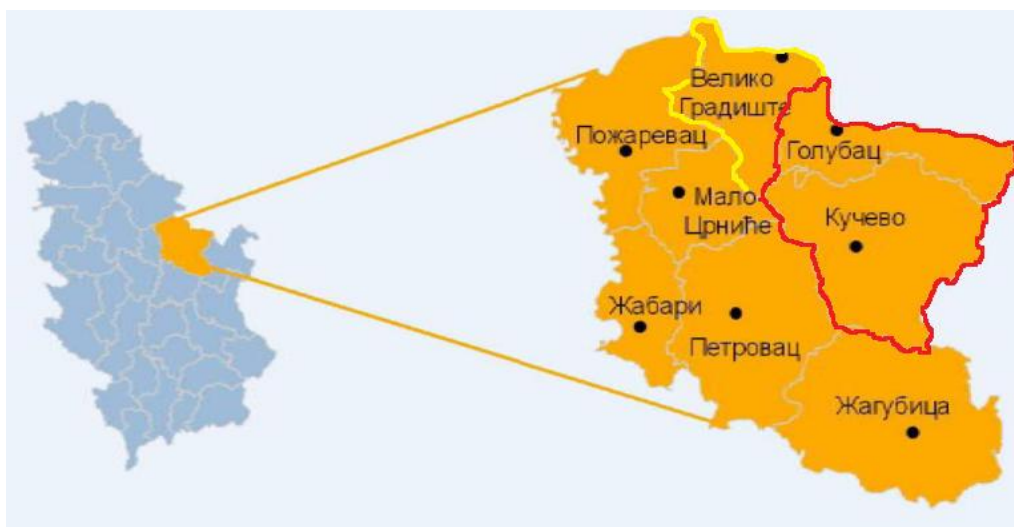 Велико
Градиште
Пожаревац
Голубац
Мало-
Црниће
Кучево
Жабари
Петровац
Жагубица